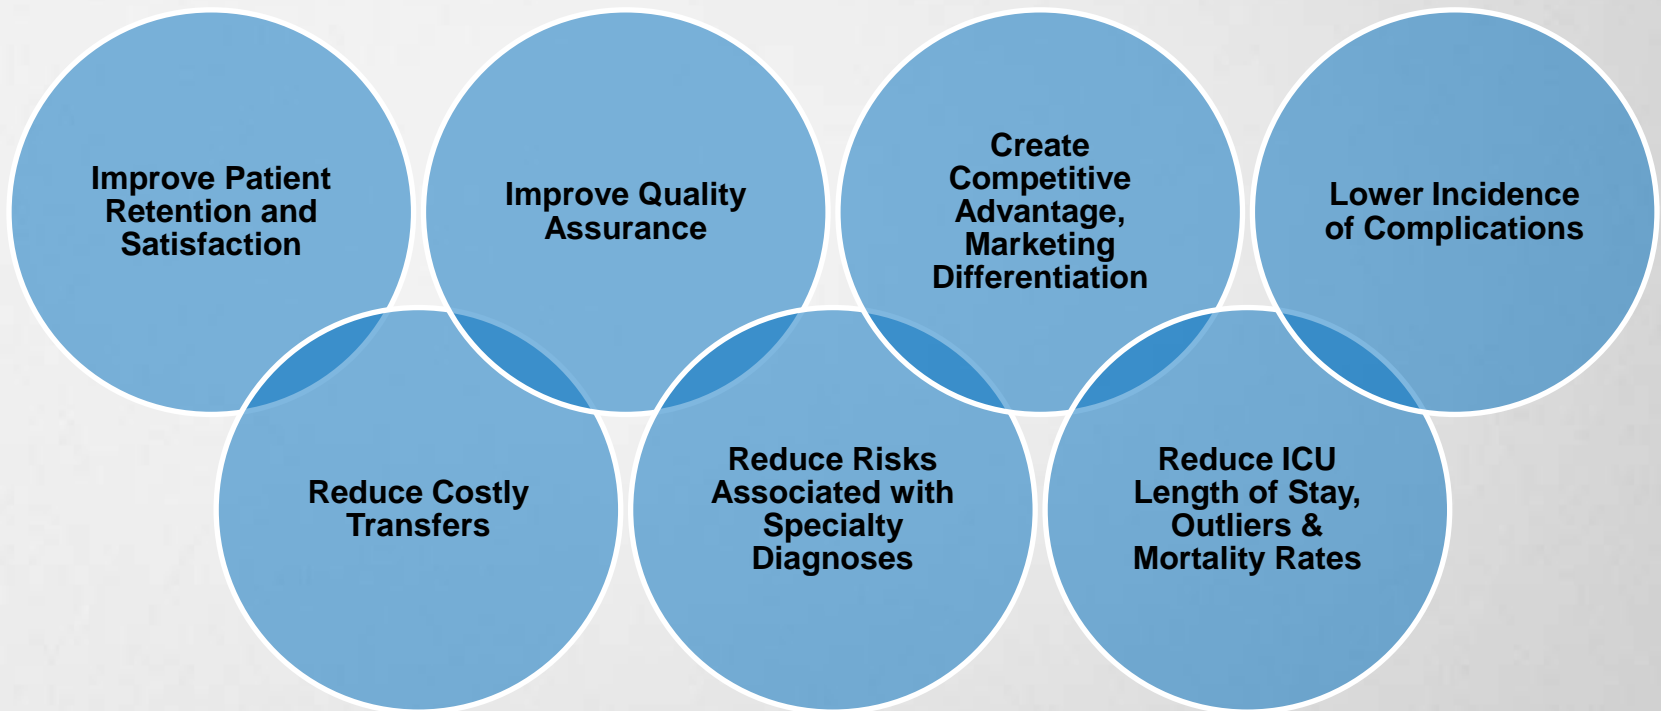 Improve Patient
Retention and
Satisfaction
Improve Quality
Assurance
Create
Competitive
Advantage,
Marketing
Differentiation
Lower Incidence
of Complications
Reduce Costly
Transfers
Reduce Risks
Associated with
Specialty
Diagnoses
Reduce ICU
Length of Stay,
Outliers &
Mortality Rates